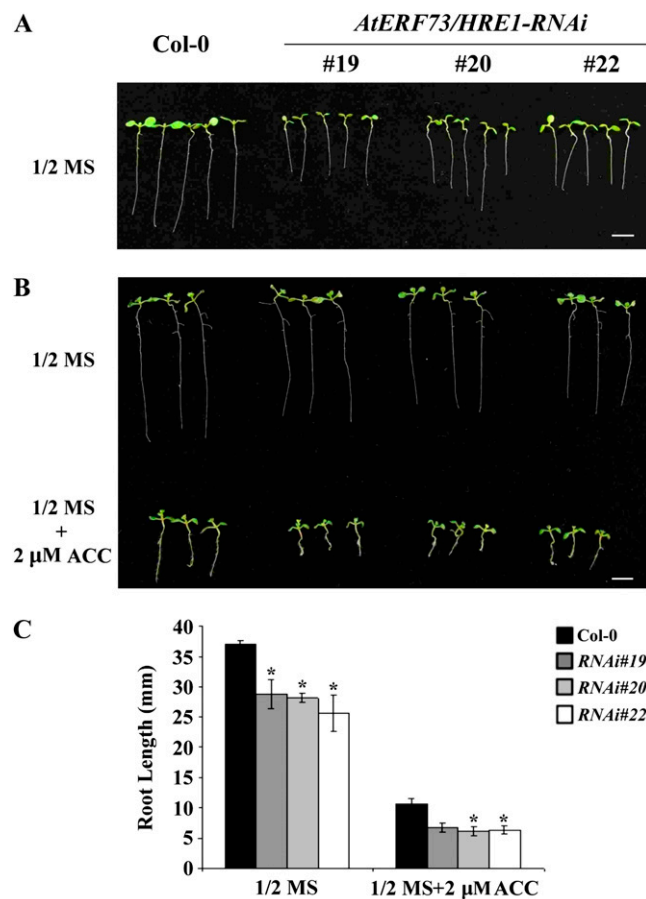 A
Col-0
AtERF73/HRE1-RNAi
#19
#20
#22
1/2 MS
B
1/2 MS
1/2 MS
+
2 µM ACC
C
Root Length (mm)
40
35
30
25
20
15
10
5
0
* * *
* *
1/2 MS
1/2 MS+2 µM ACC
Col-0
RNAi#19
RNAi#20
RNAi#22